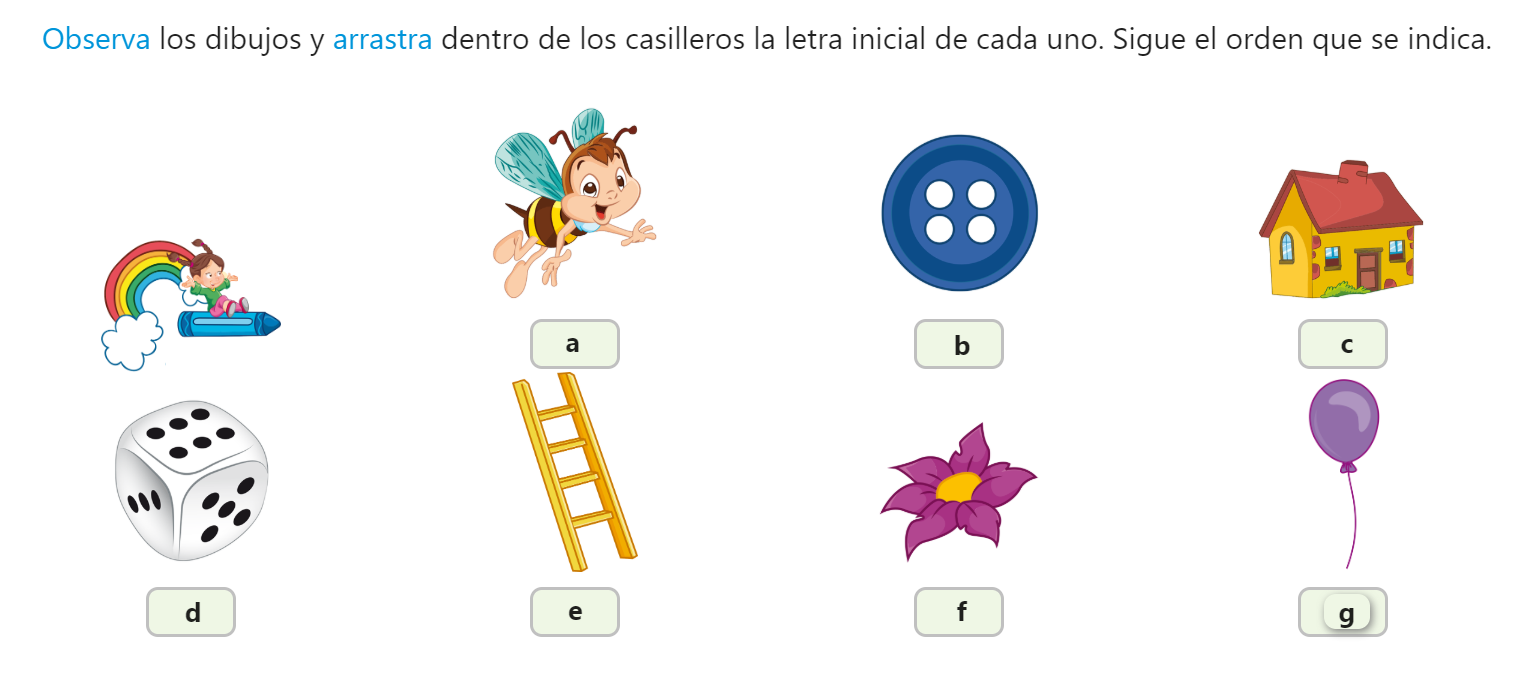 Observa los dibujos y arrastra dentro de los casilleros la letra inicial de cada uno. Sigue el orden que se indica.
a
b
c
d
e
f
g